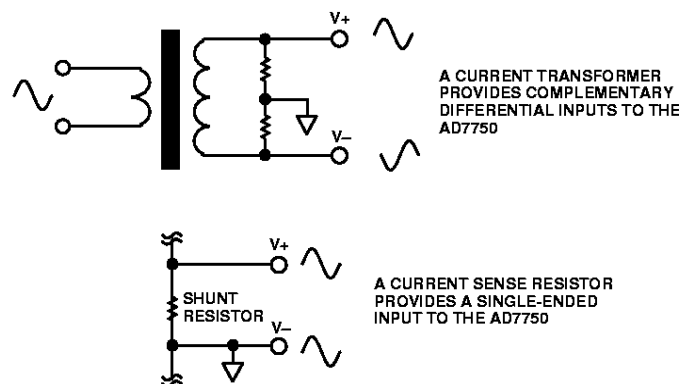 V+
A CURRENT TRANSFORMER
PROVIDES COMPLEMENTARY
DIFFERENTIAL INPUTS TO THE
AD7750
V–
V+
SHUNT
RESISTOR
A CURRENT SENSE RESISTOR
PROVIDES A SINGLE-ENDED
INPUT TO THE AD7750
V–